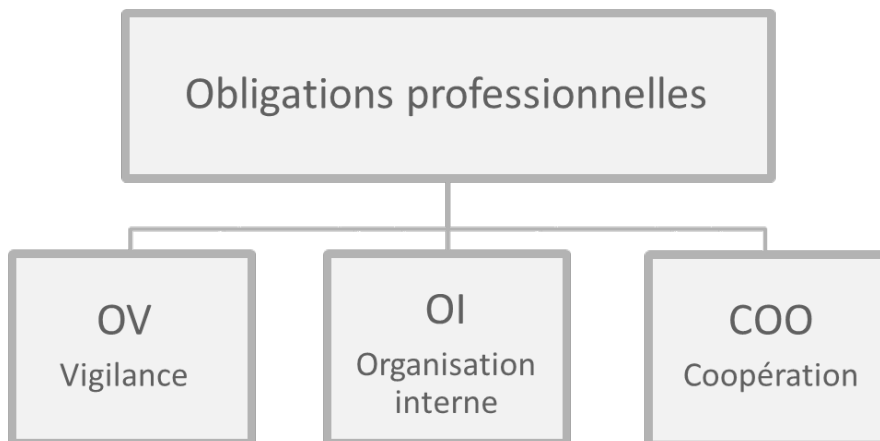 Obligations professionnelles
OV
Vigilance
OI
Organisation
interne
COO
Coopération